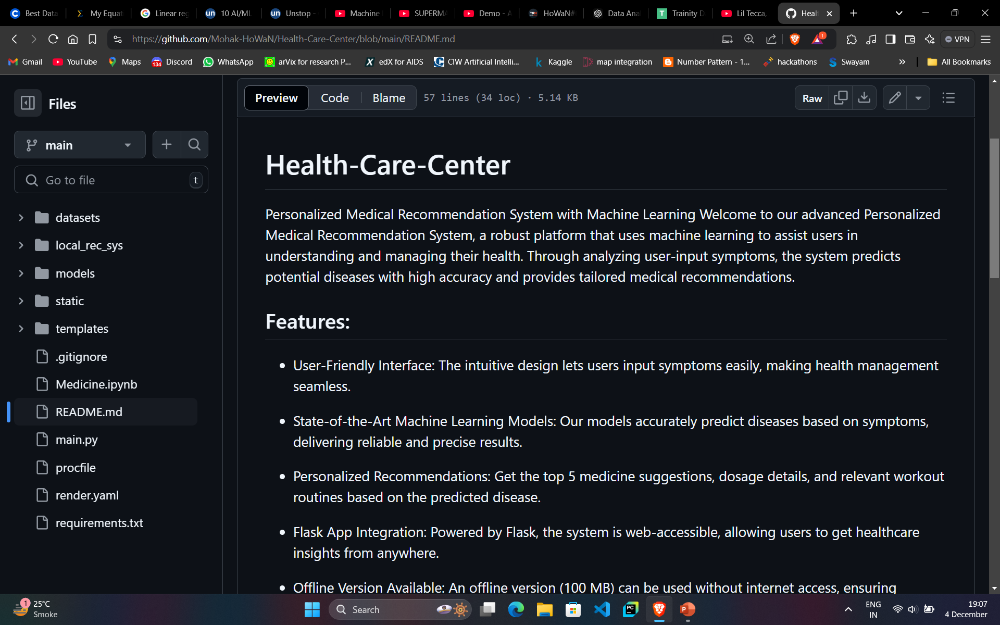 Best Data
My Equat
Linear reg
10 AI/ML
Unstop -
Machine
SUPERMA
Demo - A
HoWaN#
Data Ana
Trainity D
Lil Tecca,
Healt
https://github.com/Mohak-HoWaN/Health-Care-Center/blob/main/README.md
1
VPN
Gmail
YouTube
Maps
134
Discord
WhatsApp
arVix for research P...
edX for AIDS
CIW Artificial Intelli...
Kaggle
map integration
Number Pattern - 1...
hackathons
Swayam
All Bookmarks
Files
main
Go to file
t
datasets
local_rec_sys
models
static
templates
.gitignore
Medicine.ipynb
README.md
main.py
procfile
render.yaml
requirements.txt
Preview
Code
Blame
57 lines (34 loc) · 5.14 KB
Raw
Health-Care-Center
Personalized Medical Recommendation System with Machine Learning Welcome to our advanced Personalized
Medical Recommendation System, a robust platform that uses machine learning to assist users in
understanding and managing their health. Through analyzing user-input symptoms, the system predicts
potential diseases with high accuracy and provides tailored medical recommendations.
Features:
• User-Friendly Interface: The intuitive design lets users input symptoms easily, making health management
seamless.
• State-of-the-Art Machine Learning Models: Our models accurately predict diseases based on symptoms,
delivering reliable and precise results.
• Personalized Recommendations: Get the top 5 medicine suggestions, dosage details, and relevant workout
routines based on the predicted disease.
• Flask App Integration: Powered by Flask, the system is web-accessible, allowing users to get healthcare
insights from anywhere.
• Offline Version Available: An offline version (100 MB) can be used without internet access, ensuring
1
25°C
Smoke
Search
ENG
IN
19:07
4 December